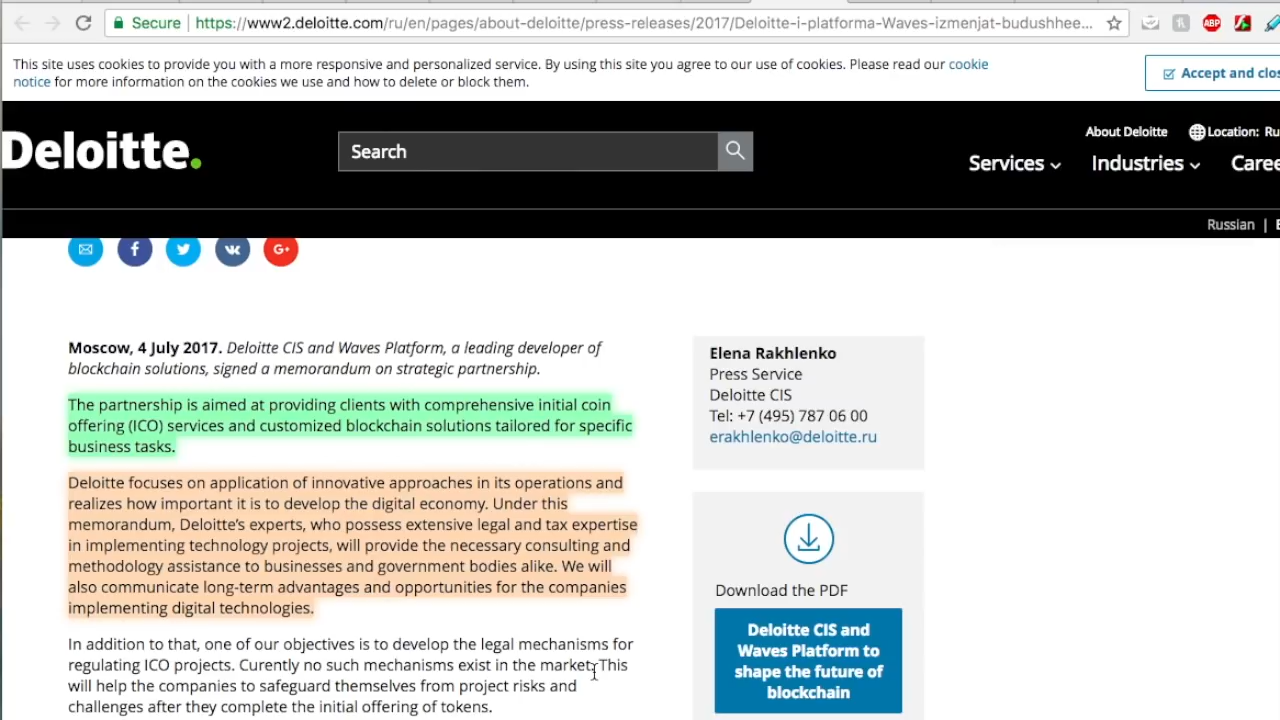 Secure
https://www2.deloitte.com/ru/en/pages/about-deloitte/press-releases/2017/Deloitte-i-platforma-Waves-izmenjat-budushhee...
ABP
This site uses cookies to provide you with a more responsive and personalized service. By using this site you agree to our use of cookies. Please read our cookie
notice for more information on the cookies we use and how to delete or block them.
Accept and clos
About Deloitte
Location: Ru
Deloitte.
Search
Services
Industries
Caree
Russian |
Moscow, 4 July 2017. Deloitte CIS and Waves Platform, a leading developer of
blockchain solutions, signed a memorandum on strategic partnership.
The partnership is aimed at providing clients with comprehensive initial coin
offering (ICO) services and customized blockchain solutions tailored for specific
business tasks.
Deloitte focuses on application of innovative approaches in its operations and
realizes how important it is to develop the digital economy. Under this
memorandum, Deloitte's experts, who possess extensive legal and tax expertise
in implementing technology projects, will provide the necessary consulting and
methodology assistance to businesses and government bodies alike. We will
also communicate long-term advantages and opportunities for the companies
implementing digital technologies.
In addition to that, one of our objectives is to develop the legal mechanisms for
regulating ICO projects. Curently no such mechanisms exist in the market. This
will help the companies to safeguard themselves from project risks and
challenges after they complete the initial offering of tokens.
Elena Rakhlenko
Press Service
Deloitte CIS
Tel: +7 (495) 787 06 00
erakhlenko@deloitte.ru
Download the PDF
Deloitte CIS and
Waves Platform to
shape the future of
blockchain